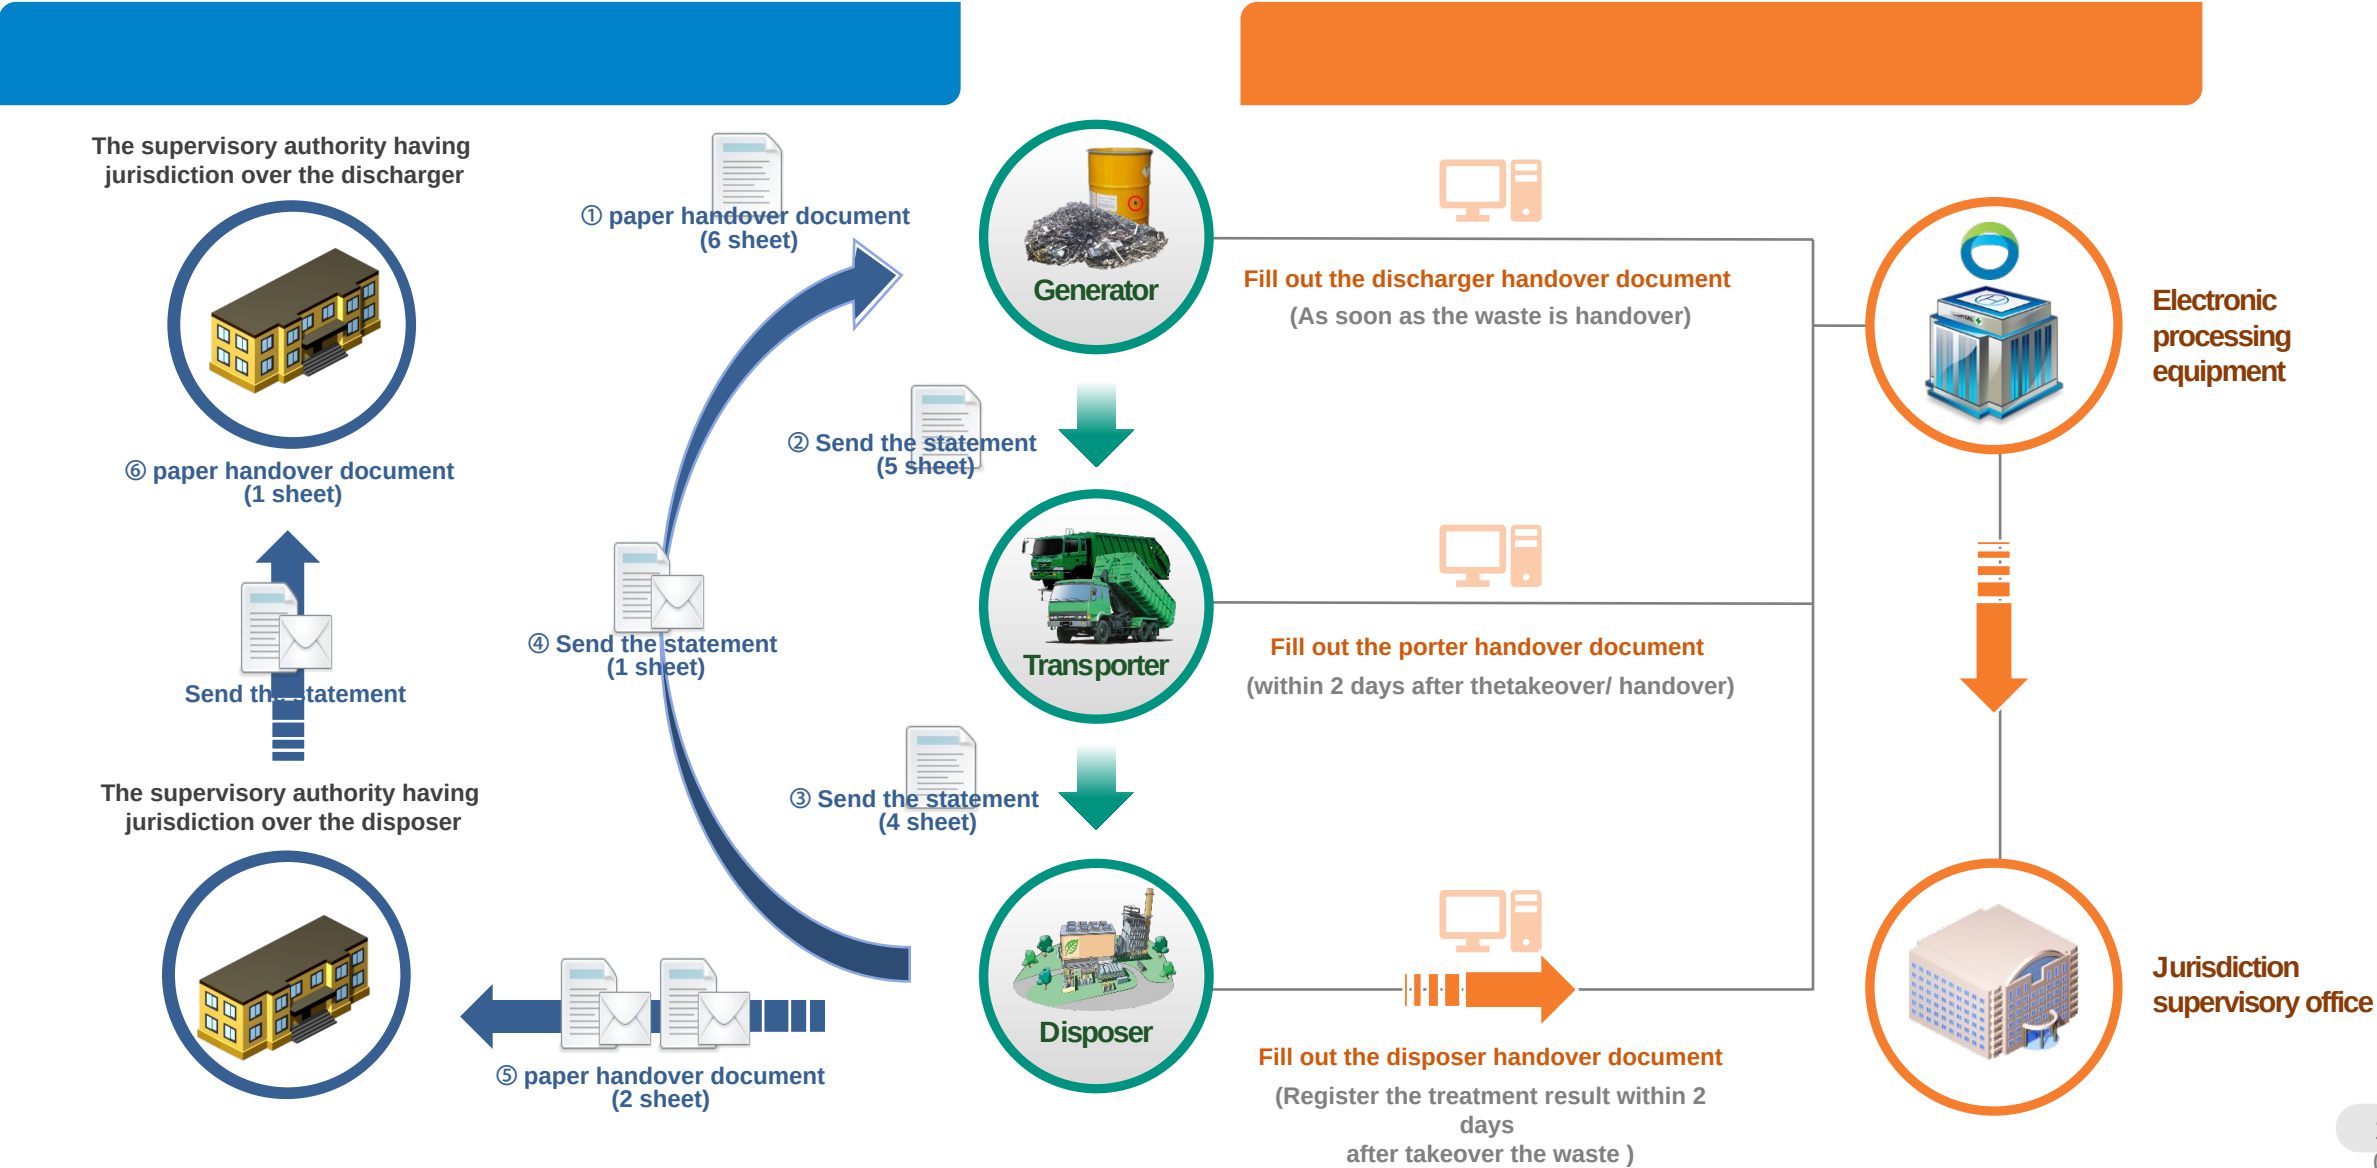 The supervisory authority having
jurisdiction over the discharger
⑥ paper handover document
(1 sheet)
Send the statement
The supervisory authority having
jurisdiction over the disposer
① paper handover document
(6 sheet)
② Send the statement
(5 sheet)
④ Send the statement
(1 sheet)
③ Send the statement
(4 sheet)
⑤ paper handover document
(2 sheet)
Generator
Transporter
Disposer
Fill out the discharger handover document
(As soon as the waste is handover)
Fill out the porter handover document
(within 2 days after thetakeover/ handover)
Fill out the disposer handover document
(Register the treatment result within 2
days
after takeover the waste )
HOSPITAL
H
Electronic
processing
equipment
Jurisdiction
supervisory office